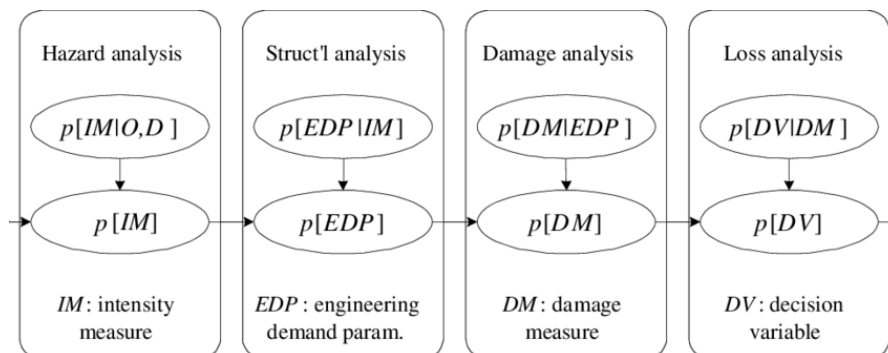 Hazard analysis
p[IM|O,D ]
p[IM]
IM : intensity
measure
Struct'l analysis
p[EDP |IM]
p[EDP]
EDP : engineering
demand param.
Damage analysis
p[DM|EDP ]
p[DM]
DM : damage
measure
Loss analysis
p[DV|DM ]
p[DV]
DV : decision
variable